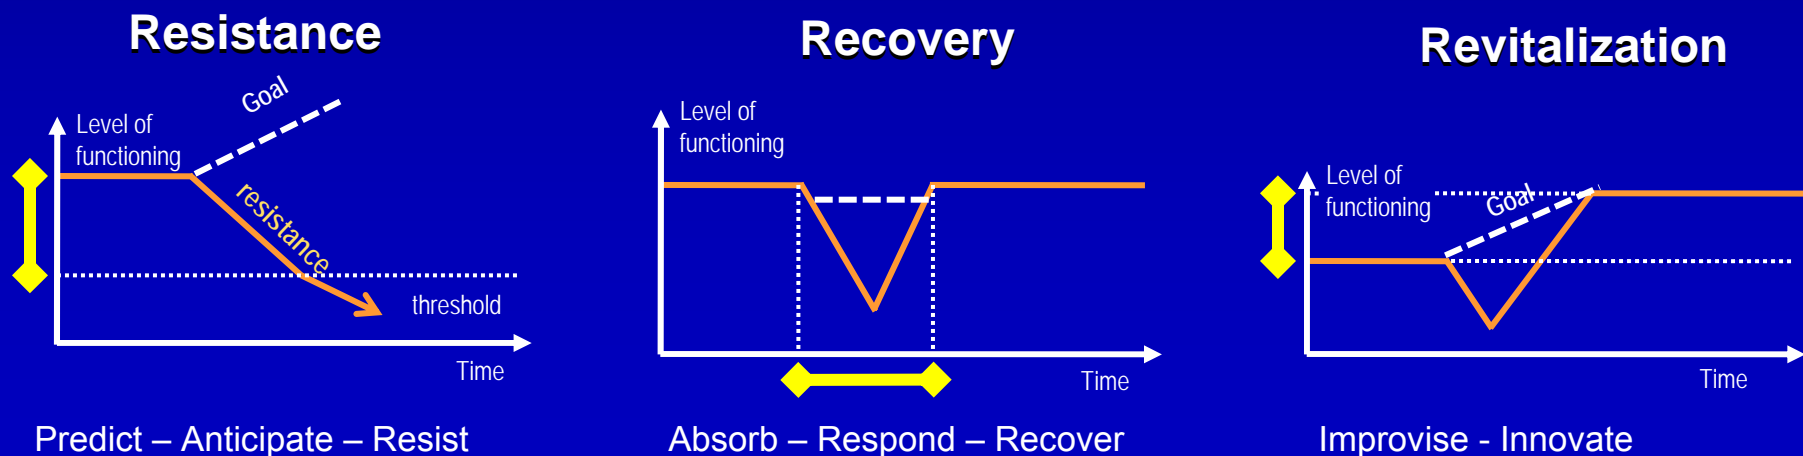 Resistance
Goal
Level of
functioning
resistance
threshold
Time
Predict – Anticipate – Resist
Recovery
Level of
functioning
Time
Absorb – Respond – Recover
Revitalization
Level of
functioning
Goal
Time
Improvise - Innovate